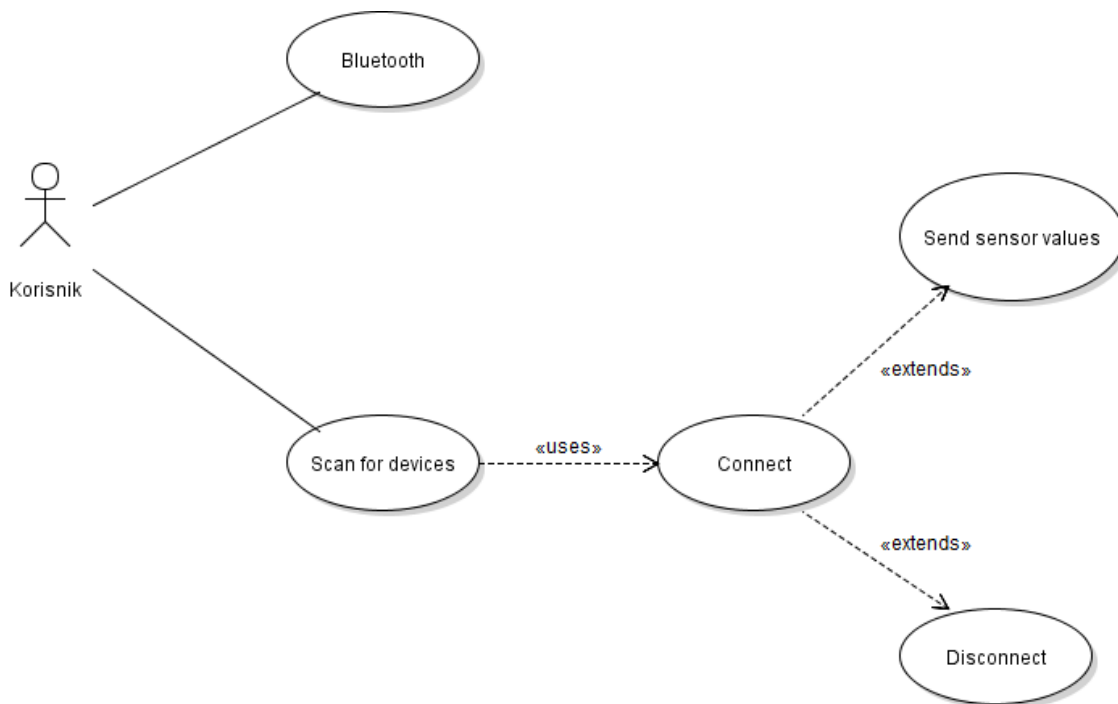 Bluetooth
Korisnik
Send sensor values
«extends»
Scan for devices
«uses»
Connect
«extends»
Disconnect